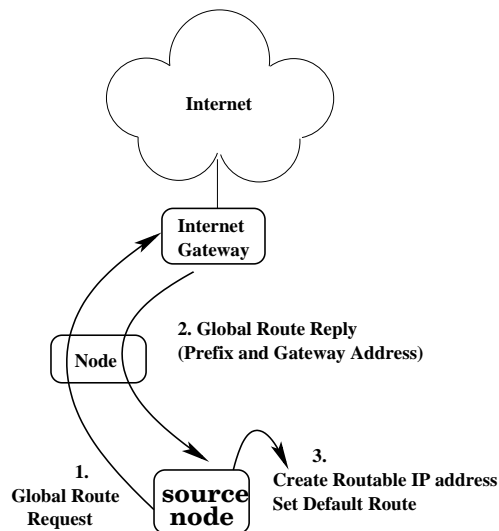 Internet
Internet
Gateway
2. Global Route Reply
(Prefix and Gateway Address)
Node
1.
Global Route
Request
source
node
3.
Create Routable IP address
Set Default Route